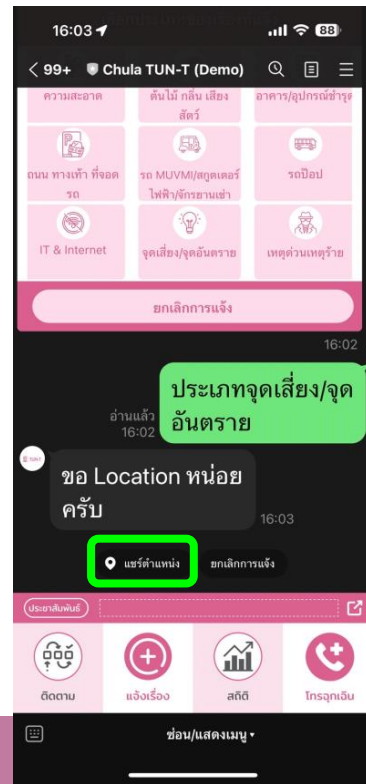 16:03
88
99+ Chula TUN-T (Demo)
ความสะอาด
ต้นไม้ กลิ่น เสียง
สัตว์
อาคาร/อุปกรณ์ชำรุด
ถนน ทางเท้า ที่จอด
รถ
รถ MUVMI/สกูตเตอร์
ไฟฟ้า/จักรยานเช่า
รถป๊อป
IT & Internet
จุดเสี่ยง/จุดอันตราย
เหตุด่วนเหตุร้าย
ยกเลิกการแจ้ง
16:02
ประเภทจุดเสี่ยง/จุด
อันตราย
อ่านแล้ว
16:02
TUN-T
ขอ Location หน่อย
ครับ
16:03
แชร์ตำแหน่ง
ยกเลิกการแจ้ง
ประชาสัมพันธ์
ติดตาม
แจ้งเรื่อง
สถิติ
โทรฉุกเฉิน
ซ่อน/แสดงเมนู